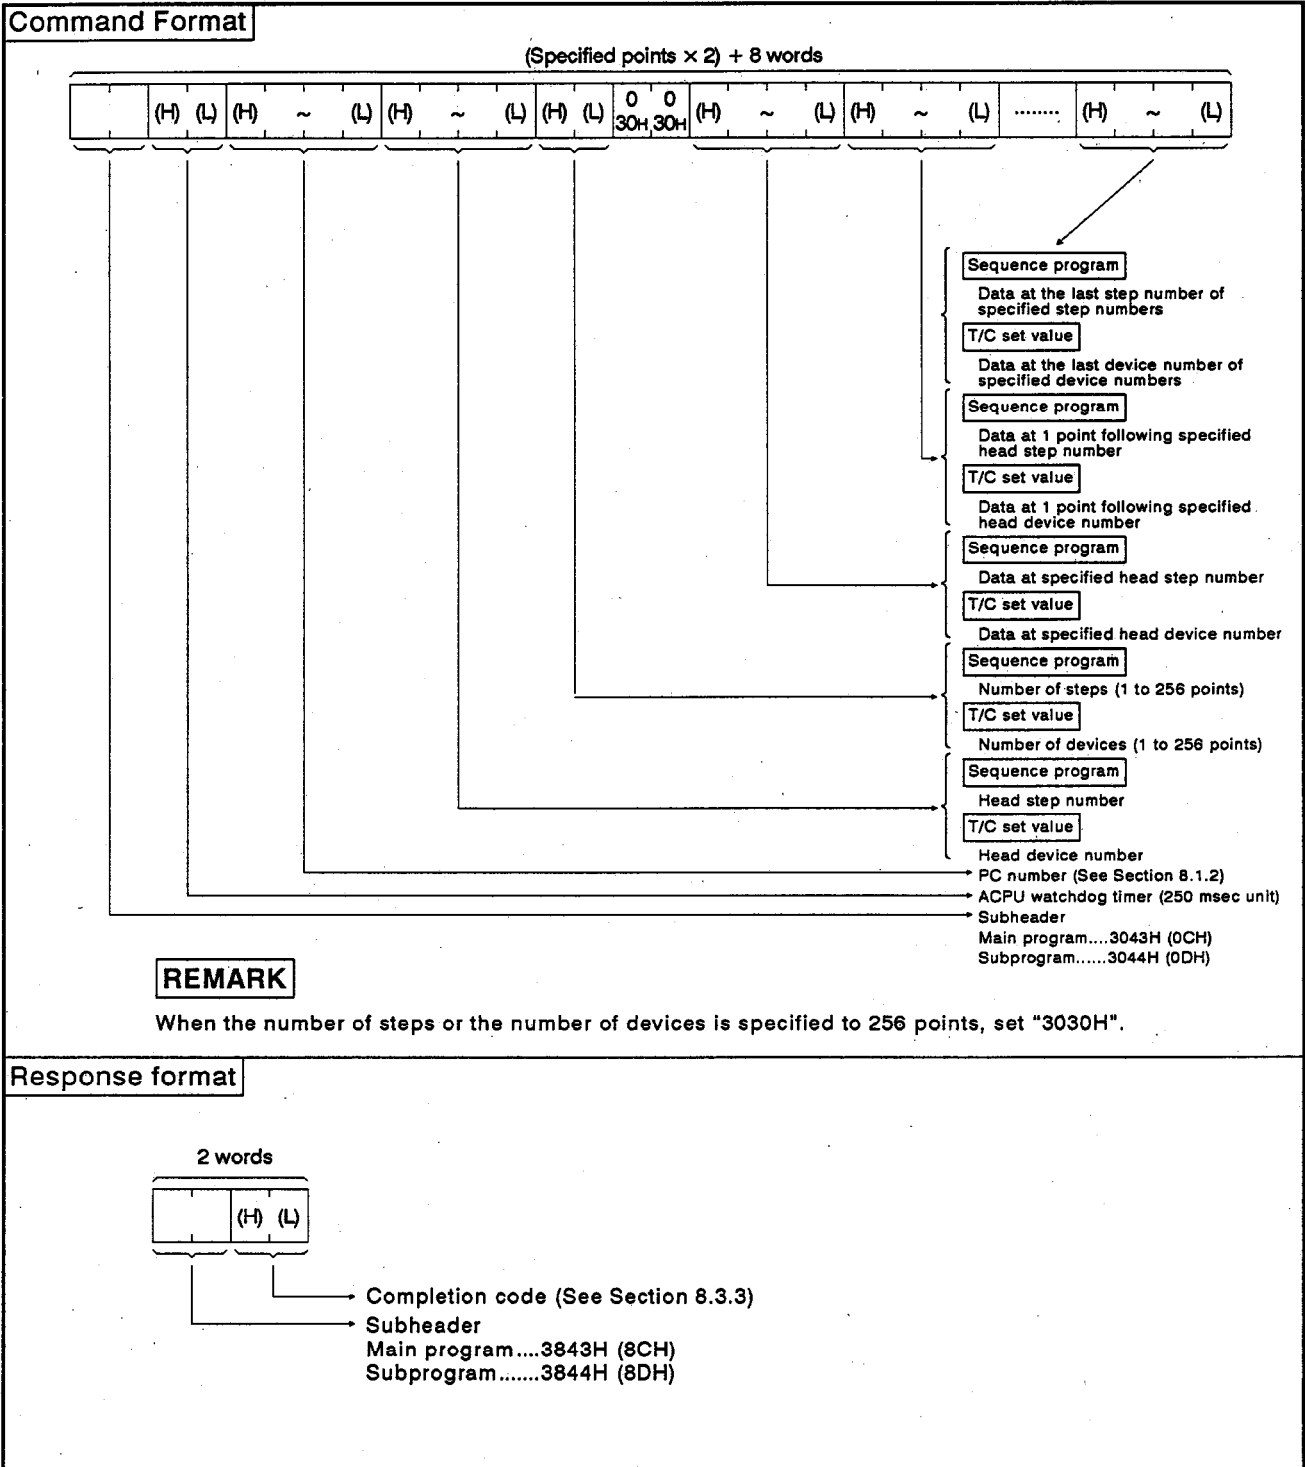 Command Format
(Specified points × 2) + 8 words
(H) (L) (H) ~ (L) (H) ~ (L) (H) (L) 0 0 (H) ~ (L) (H) ~ (L) ········ (H) ~ (L)
30H 30H
Sequence program
Data at the last step number of
specified step numbers
T/C set value
Data at the last device number of
specified device numbers
Sequence program
Data at 1 point following specified
head step number
T/C set value
Data at 1 point following specified
head device number
Sequence program
Data at specified head step number
T/C set value
Data at specified head device number
Sequence program
Number of steps (1 to 256 points)
T/C set value
Number of devices (1 to 256 points)
Sequence program
Head step number
T/C set value
Head device number
PC number (See Section 8.1.2)
ACPU watchdog timer (250 msec unit)
Subheader
Main program....3043H (0CH)
Subprogram......3044H (0DH)
REMARK
When the number of steps or the number of devices is specified to 256 points, set "3030H".
Response format
2 words
(H) (L)
Completion code (See Section 8.3.3)
Subheader
Main program....3843H (8CH)
Subprogram.......3844H (8DH)